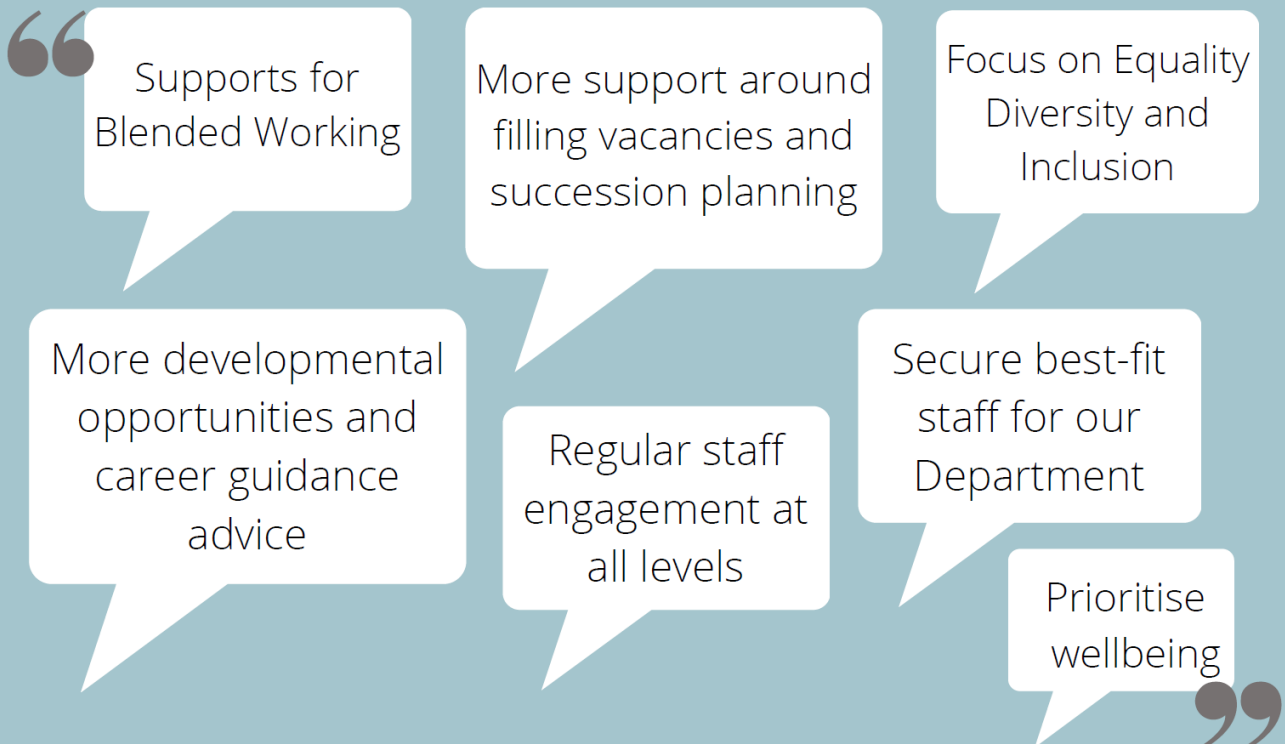 Supports for
Blended Working
More support around
filling vacancies and
succession planning
Focus on Equality
Diversity and
Inclusion
More developmental
opportunities and
career guidance
advice
Regular staff
engagement at
all levels
Secure best-fit
staff for our
Department
Prioritise
wellbeing